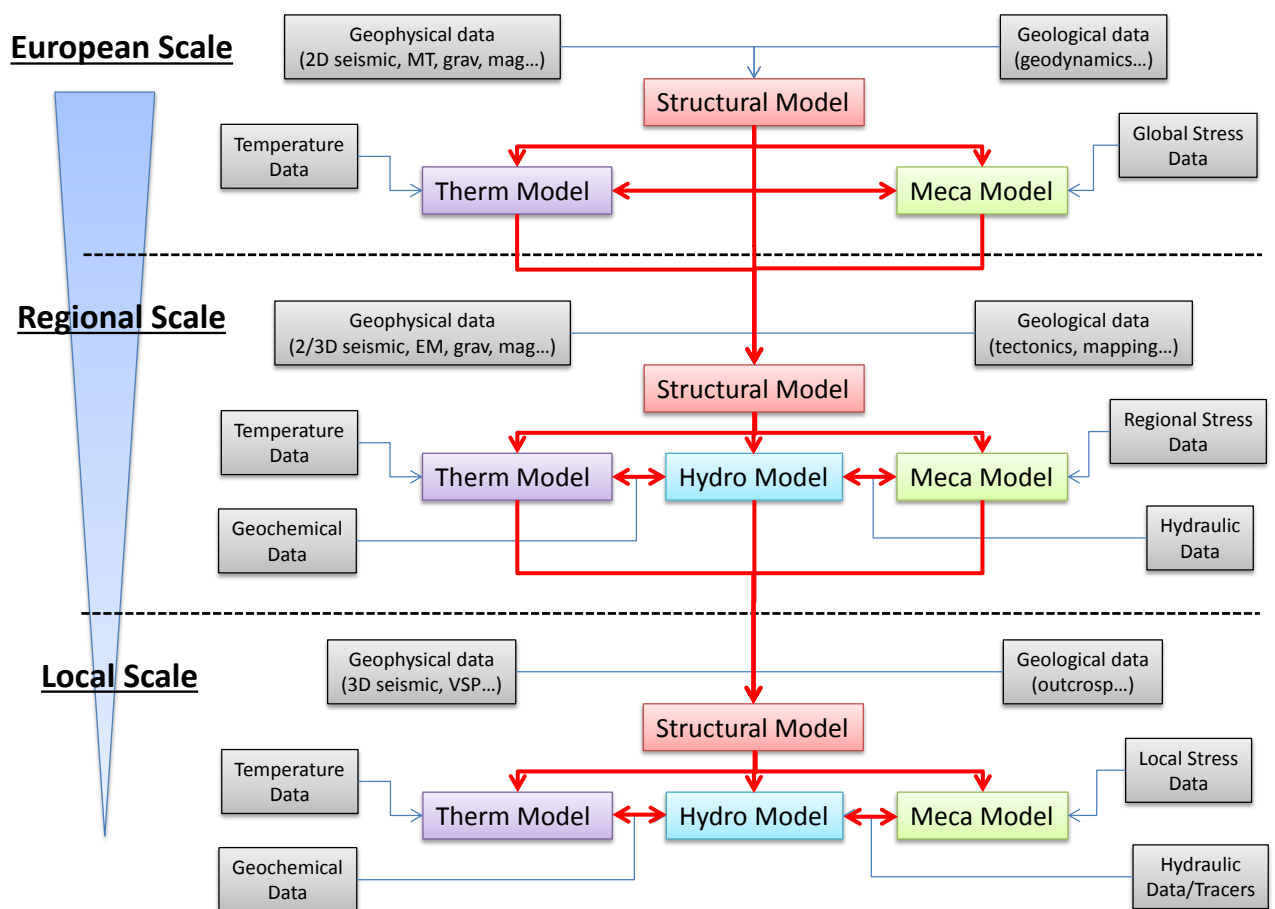 European Scale
Geophysical data
(2D seismic, MT, grav, mag...)
Geological data
(geodynamics...)
Structural Model
Temperature
Data
Global Stress
Data
Therm Model
Meca Model
Regional Scale
Geophysical data
(2/3D seismic, EM, grav, mag...)
Geological data
(tectonics, mapping...)
Structural Model
Temperature
Data
Regional Stress
Data
Therm Model
Hydro Model
Meca Model
Geochemical
Data
Hydraulic
Data
Local Scale
Geophysical data
(3D seismic, VSP...)
Geological data
(outcrosp...)
Structural Model
Temperature
Data
Local Stress
Data
Therm Model
Hydro Model
Meca Model
Geochemical
Data
Hydraulic
Data/Tracers